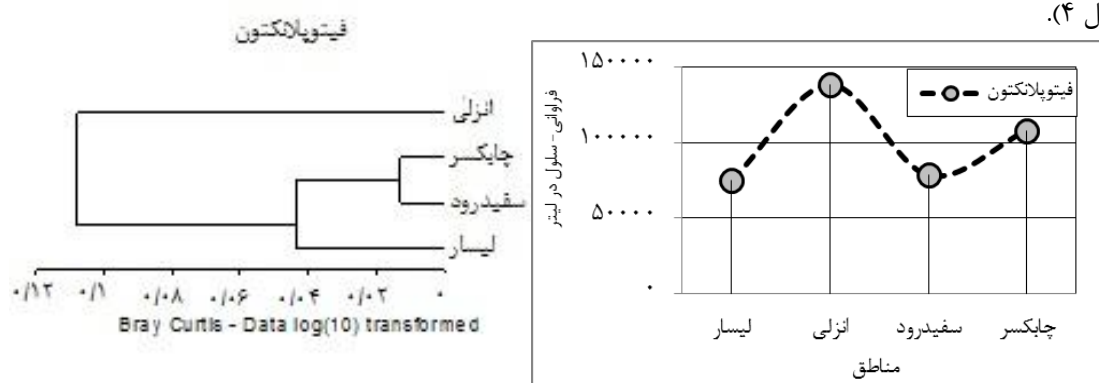 ل ۴).
فیتوپلانکتون
انزلی
چابکسر
سفیدرود
لیسار
۰/۱۲ ۰/۱ ۰/۰۸ ۰/۰۶ ۰/۰۴ ۰/۰۲ ۰
Bray Curtis - Data log(10) transformed
فراوانی - سلول در لیتر
۱۵۰۰۰۰
۱۰۰۰۰۰
۵۰۰۰۰
۰
فیتوپلانکتون
لیسار انزلی سفیدرود چابکسر
مناطق